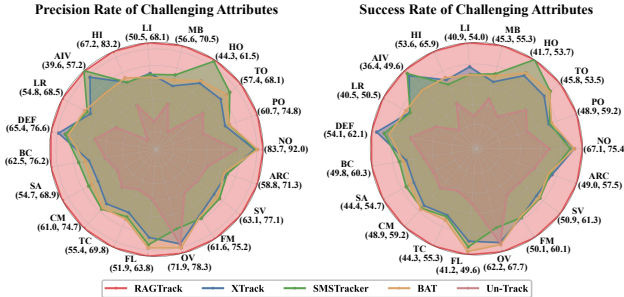 Precision Rate of Challenging Attributes
LI
(50.5, 68.1)
MB
(56.6, 70.5)
HO
(44.3, 61.5)
TO
(57.4, 68.1)
PO
(60.7, 74.8)
NO
(83.7, 92.0)
ARC
(58.8, 71.3)
SV
(63.1, 77.1)
FM
(61.6, 75.2)
OV
(71.9, 78.3)
FL
(51.9, 63.8)
TC
(55.4, 69.8)
CM
(61.0, 74.7)
SA
(54.7, 68.9)
BC
(62.5, 76.2)
DEF
(65.4, 76.6)
LR
(54.8, 68.5)
AIV
(39.6, 57.2)
HI
(67.2, 83.2)
Success Rate of Challenging Attributes
LI
(40.9, 54.0)
MB
(45.3, 55.3)
HO
(41.7, 53.7)
TO
(45.8, 53.5)
PO
(48.9, 59.2)
NO
(67.1, 75.4)
ARC
(49.0, 57.5)
SV
(50.9, 61.3)
FM
(50.1, 60.1)
OV
(62.2, 67.7)
FL
(41.2, 49.6)
TC
(44.3, 55.3)
CM
(48.9, 59.2)
SA
(44.4, 54.7)
BC
(49.8, 60.3)
DEF
(54.1, 62.1)
LR
(40.5, 50.5)
AIV
(36.4, 49.6)
HI
(53.6, 65.9)
RAGTrack XTrack SMSTracker BAT Un-Track